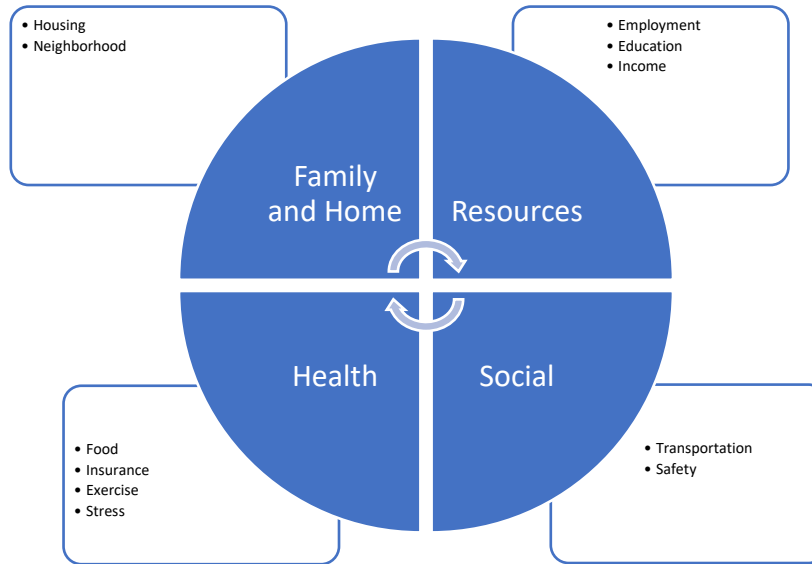 • Housing
• Neighborhood
• Employment
• Education
• Income
Family
and Home
Resources
Health
Social
• Food
• Insurance
• Exercise
• Stress
• Transportation
• Safety